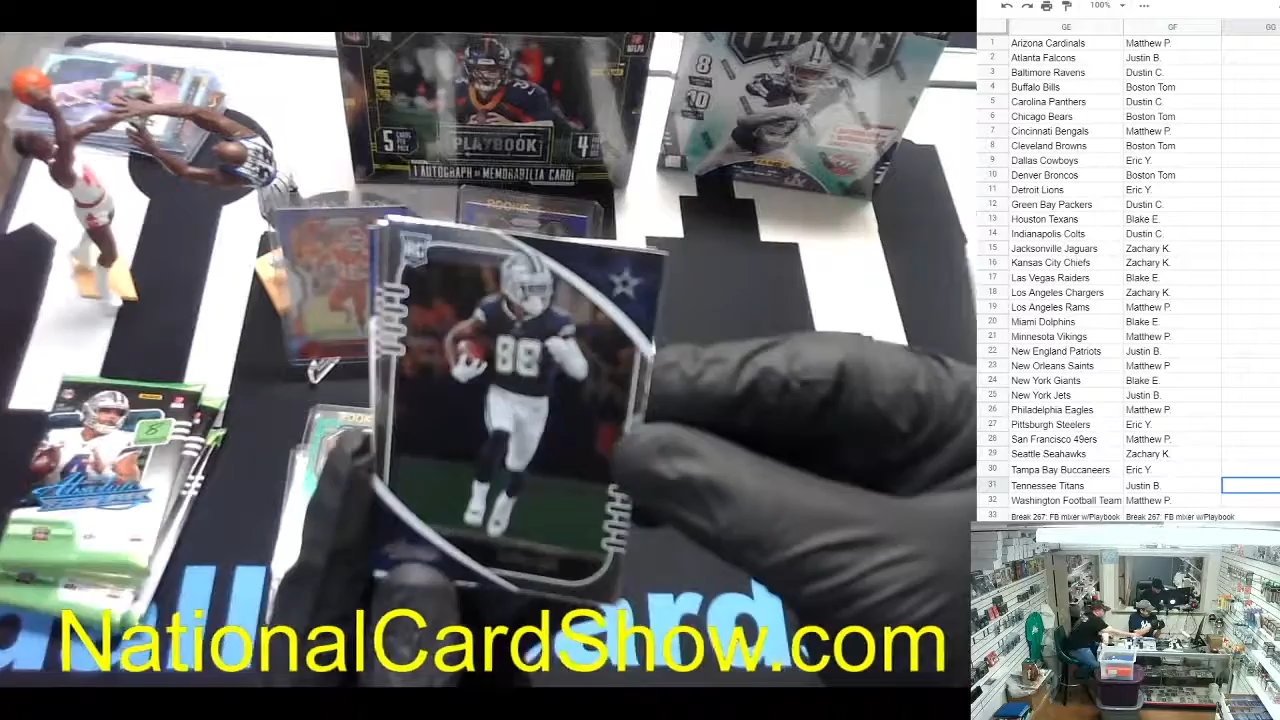 100%
GE GF GG
1 Arizona Cardinals Matthew P.
2 Atlanta Falcons Justin B.
3 Baltimore Ravens Dustin C.
4 Buffalo Bills Boston Tom
5 Carolina Panthers Dustin C
6 Chicago Bears Boston Tom
7 Cincinnati Bengals Matthew P.
8 Cleveland Browns Boston Tom
9 Dallas Cowboys Eric Y.
10 Denver Broncos Boston Tom
11 Detroit Lions Eric Y.
12 Green Bay Packers Dustin C.
13 Houston Texans Blake E.
14 Indianapolis Colts Dustin C.
15 Jacksonville Jaguars Zachary K.
16 Kansas City Chiefs Zachary K.
17 Las Vegas Raiders Blake E.
18 Los Angeles Chargers Zachary K.
19 Los Angeles Rams Matthew P.
20 Miami Dolphins Blake E.
21 Minnesota Vikings Matthew P.
22 New England Patriots Justin B.
23 New Orleans Saints Matthew P
24 New York Giants Blake E.
25 New York Jets Justin B.
26 Philadelphia Eagles Matthew P
27 Pittsburgh Steelers Eric Y.
28 San Francisco 49ers Matthew P.
29 Seattle Seahawks Zachary K.
30 Tampa Bay Buccaneers Eric Y.
31 Tennessee Titans Justin B.
32 Washington Football Team Matthew P.
33 Break 267: FB mixer w/Playbook Break 267: FB mixer w/Playbook
5 CARDS PER PACK
PLAYBOOK
4
1 AUTOGRAPH OR MEMORABILIA CARD
PLAYOFF
8
10
ROOKIE
88
8
Absolute
NationalCardShow.com